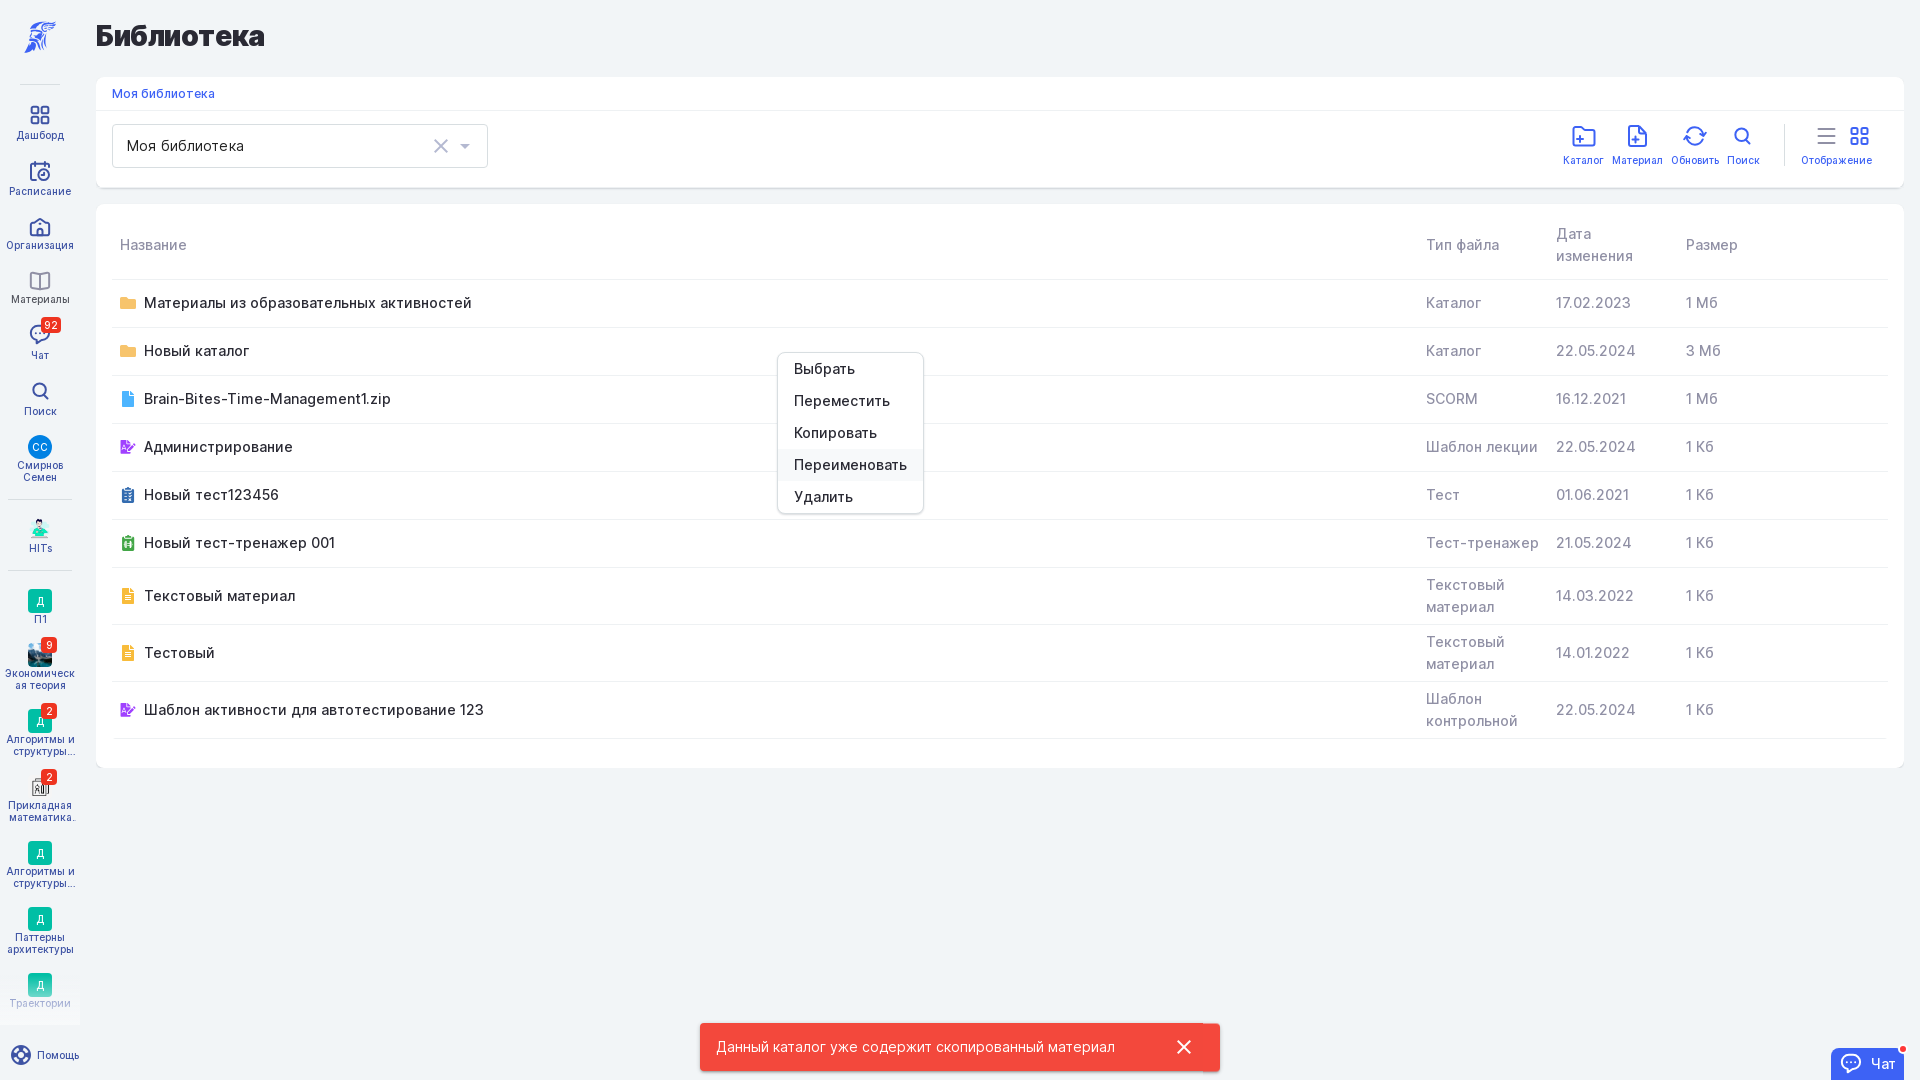 Библиотека
Моя библиотека
Моя библиотека
Каталог
Материал
Обновить
Поиск
Отображение
Дашборд
Расписание
Организация
Материалы
92
Чат
Поиск
СС
Смирнов
Семен
HITs
Д
П1
9
Экономическ
ая теория
2
Д
Алгоритмы и
структуры...
2
Прикладная
математика.
Д
Алгоритмы и
структуры...
Д
Паттерны
архитектуры
Д
Траектории
Помощь
Название
Тип файла
Дата
изменения
Размер
Материалы из образовательных активностей
Каталог
17.02.2023
1 Мб
Новый каталог
Каталог
22.05.2024
3 Мб
Brain-Bites-Time-Management1.zip
SCORM
16.12.2021
1 Мб
Администрирование
Шаблон лекции
22.05.2024
1 Кб
Новый тест123456
Тест
01.06.2021
1 Кб
Новый тест-тренажер 001
Тест-тренажер
21.05.2024
1 Кб
Текстовый материал
Текстовый
материал
14.03.2022
1 Кб
Тестовый
Текстовый
материал
14.01.2022
1 Кб
Шаблон активности для автотестирование 123
Шаблон
контрольной
22.05.2024
1 Кб
Выбрать
Переместить
Копировать
Переименовать
Удалить
Данный каталог уже содержит скопированный материал
Чат